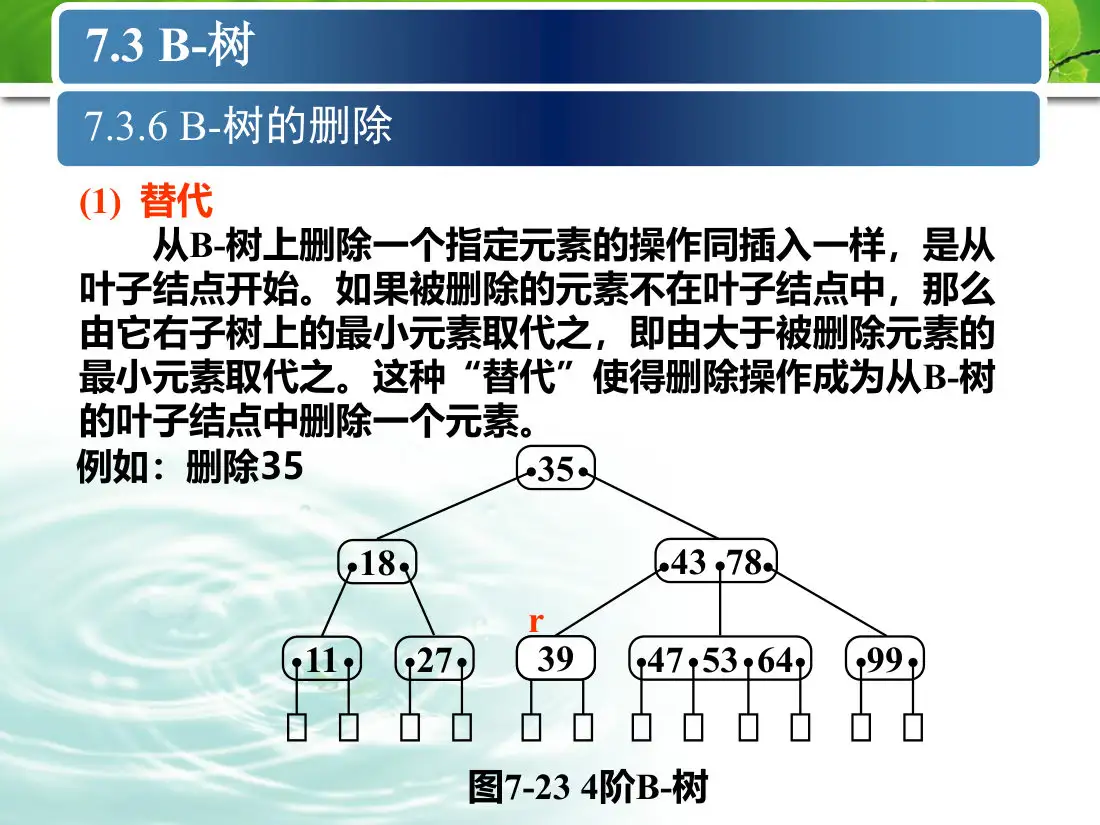 7.3 B-树
7.3.6 B-树的删除
(1) 替代
从B-树上删除一个指定元素的操作同插入一样，是从
叶子结点开始。如果被删除的元素不在叶子结点中，那么
由它右子树上的最小元素取代之，即由大于被删除元素的
最小元素取代之。这种“替代”使得删除操作成为从B-树
的叶子结点中删除一个元素。
例如：删除35
35
18
43 78
r
11
27
39
47 53 64
99
图7-23 4阶B-树